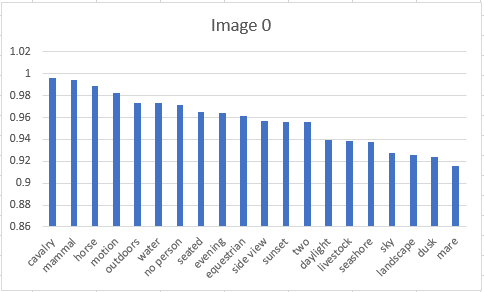 Image 0
1.02
1
0.98
0.96
0.94
0.92
0.9
0.88
0.86
cavalry
mammal
horse
motion
outdoors
water
no person
seated
evening
equestrian
side view
sunset
two
daylight
livestock
seashore
sky
landscape
dusk
mare